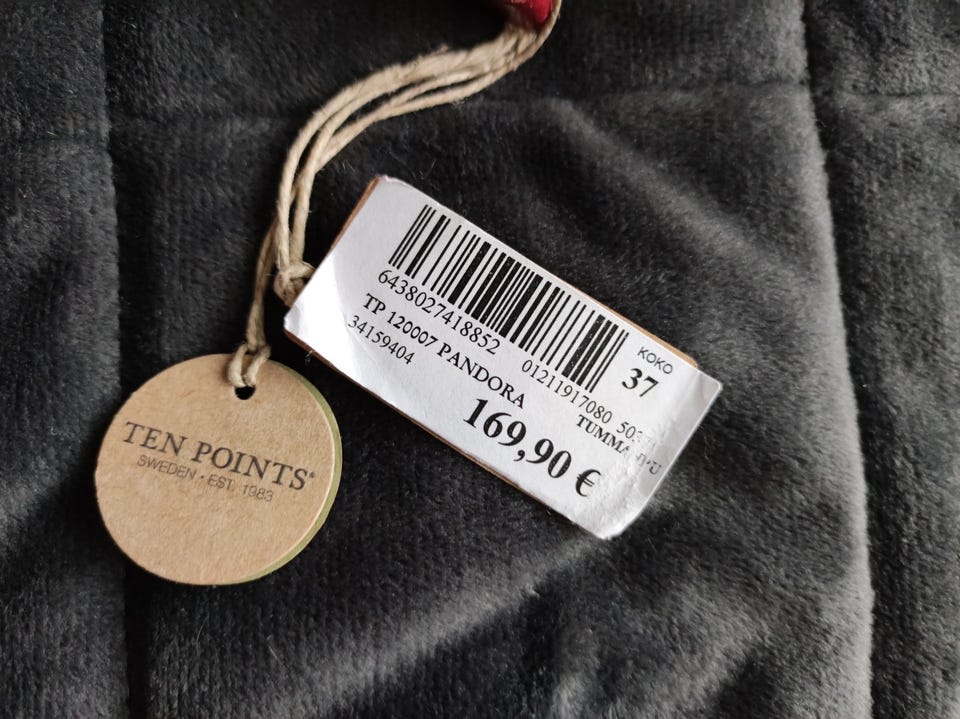 TEN POINTS®
SWEDEN • EST. 1983
6438027418852
01211917080
KOKO
37
TP 120007 PANDORA
34159404
169,90 €